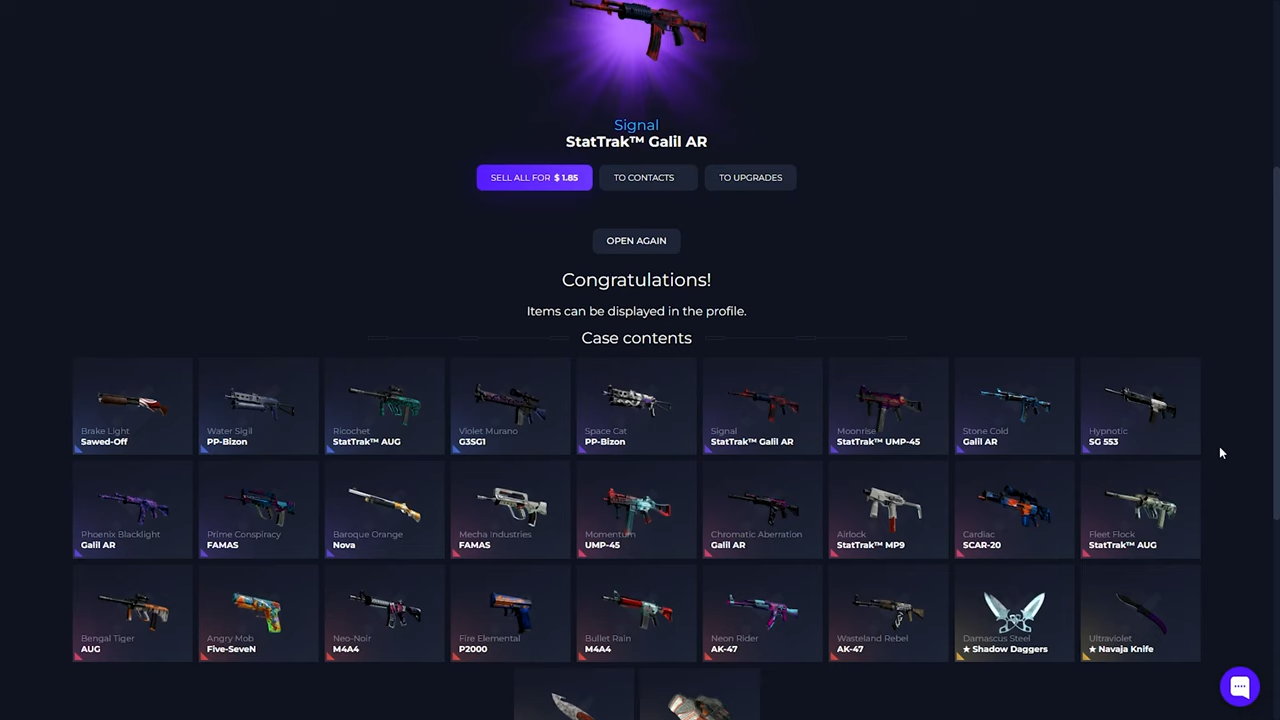 Signal
StatTrak™ Galil AR
SELL ALL FOR $ 1.85
TO CONTACTS
TO UPGRADES
OPEN AGAIN
Congratulations!
Items can be displayed in the profile.
Case contents
Brake Light
Sawed-Off
Water Sigil
PP-Bizon
Ricochet
StatTrak™ AUG
Violet Murano
G3SG1
Space Cat
PP-Bizon
Signal
StatTrak™ Galil AR
Moonrise
StatTrak™ UMP-45
Stone Cold
Galil AR
Hypnotic
SG 553
Phoenix Blacklight
Galil AR
Prime Conspiracy
FAMAS
Baroque Orange
Nova
Mecha Industries
FAMAS
Momentum
UMP-45
Chromatic Aberration
Galil AR
Airlock
StatTrak™ MP9
Cardiac
SCAR-20
Fleet Flock
StatTrak™ AUG
Bengal Tiger
AUG
Angry Mob
Five-SeveN
Neo-Noir
M4A4
Fire Elemental
P2000
Bullet Rain
M4A4
Neon Rider
AK-47
Wasteland Rebel
AK-47
Damascus Steel
★ Shadow Daggers
Ultraviolet
★ Navaja Knife